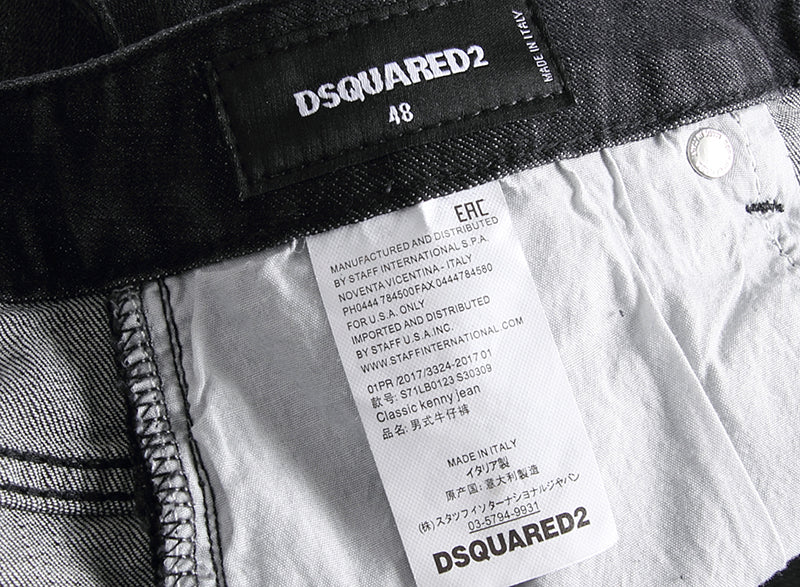 DSQUARED2
48
MADE IN ITALY
EAC
MANUFACTURED AND DISTRIBUTED
BY STAFF INTERNATIONAL S.P.A.
NOVENTA VICENTINA - ITALY
PH0444 784500FAX 0444784580
FOR U.S.A. ONLY
IMPORTED AND DISTRIBUTED
BY STAFF U.S.A. INC.
WWW.STAFFINTERNATIONAL.COM
01PR /2017/3324-2017 01
款号: S71LB0123 S30309
Classic kenny jean
品名: 男式牛仔裤
MADE IN ITALY
イタリア製
原产国: 意大利製造
(株)スタッフィソターナショナルジャパン
03-5794-9931
DSQUARED2